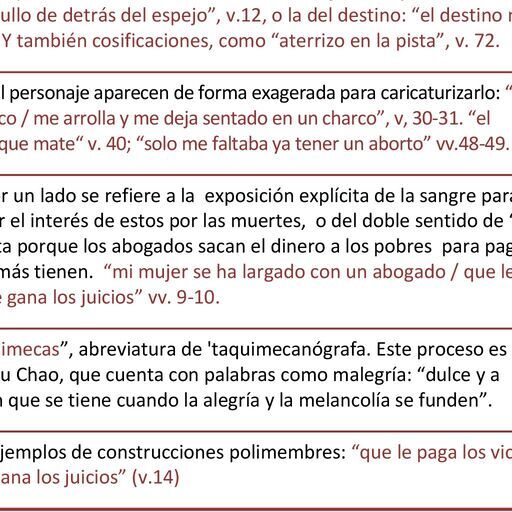 ullo de detrás del espejo”, v.12, o la del destino: “el destino
Y también cosificaciones, como “aterrizo en la pista”, v. 72.
l personaje aparecen de forma exagerada para caricaturizarlo: “
co / me arrolla y me deja sentado en un charco”, v, 30-31. “el
que mate“ v. 40; “solo me faltaba ya tener un aborto” vv.48-49.
r un lado se refiere a la exposición explícita de la sangre para
r el interés de estos por las muertes, o del doble sentido de “
ta porque los abogados sacan el dinero a los pobres para pag
más tienen. “mi mujer se ha largado con un abogado / que le
e gana los juicios” vv. 9-10.
imecas”, abreviatura de 'taquimecanógrafa. Este proceso es
u Chao, que cuenta con palabras como malegría: “dulce y a
n que se tiene cuando la alegría y la melancolía se funden”.
jemplos de construcciones polimembres: “que le paga los vic
ana los juicios” (v.14)